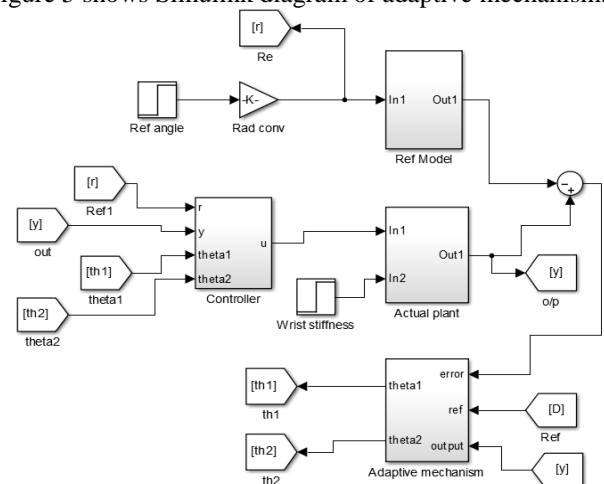 Figure 3 shows Simulink diagram of adaptive mechanism.
[r]
Re
Ref angle
-K-
Rad conv
In1 Out1
Ref Model
[r]
Ref1
[y]
out
[th1]
theta1
[th2]
theta2
r
y
theta1
theta2
u
Controller
Wrist stiffness
In1
In2
Out1
Actual plant
[y]
o/p
[th1]
th1
[th2]
th2
theta1
theta2
error
ref
output
Adaptive mechanism
[D]
Ref
[y]